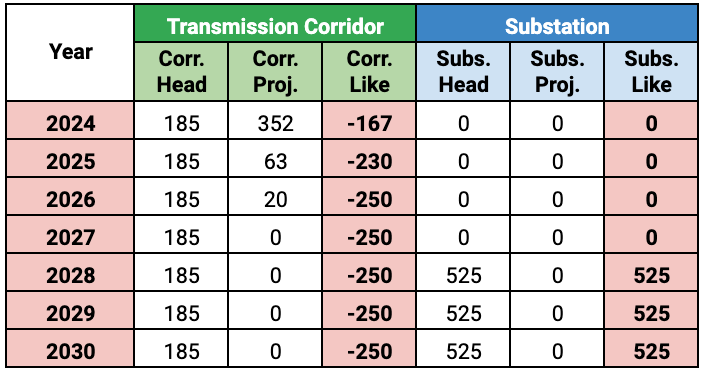 Year Transmission Corridor Substation
Corr. Head Corr. Proj. Corr. Like Subs. Head Subs. Proj. Subs. Like
2024 185 352 -167 0 0 0
2025 185 63 -230 0 0 0
2026 185 20 -250 0 0 0
2027 185 0 -250 0 0 0
2028 185 0 -250 525 0 525
2029 185 0 -250 525 0 525
2030 185 0 -250 525 0 525